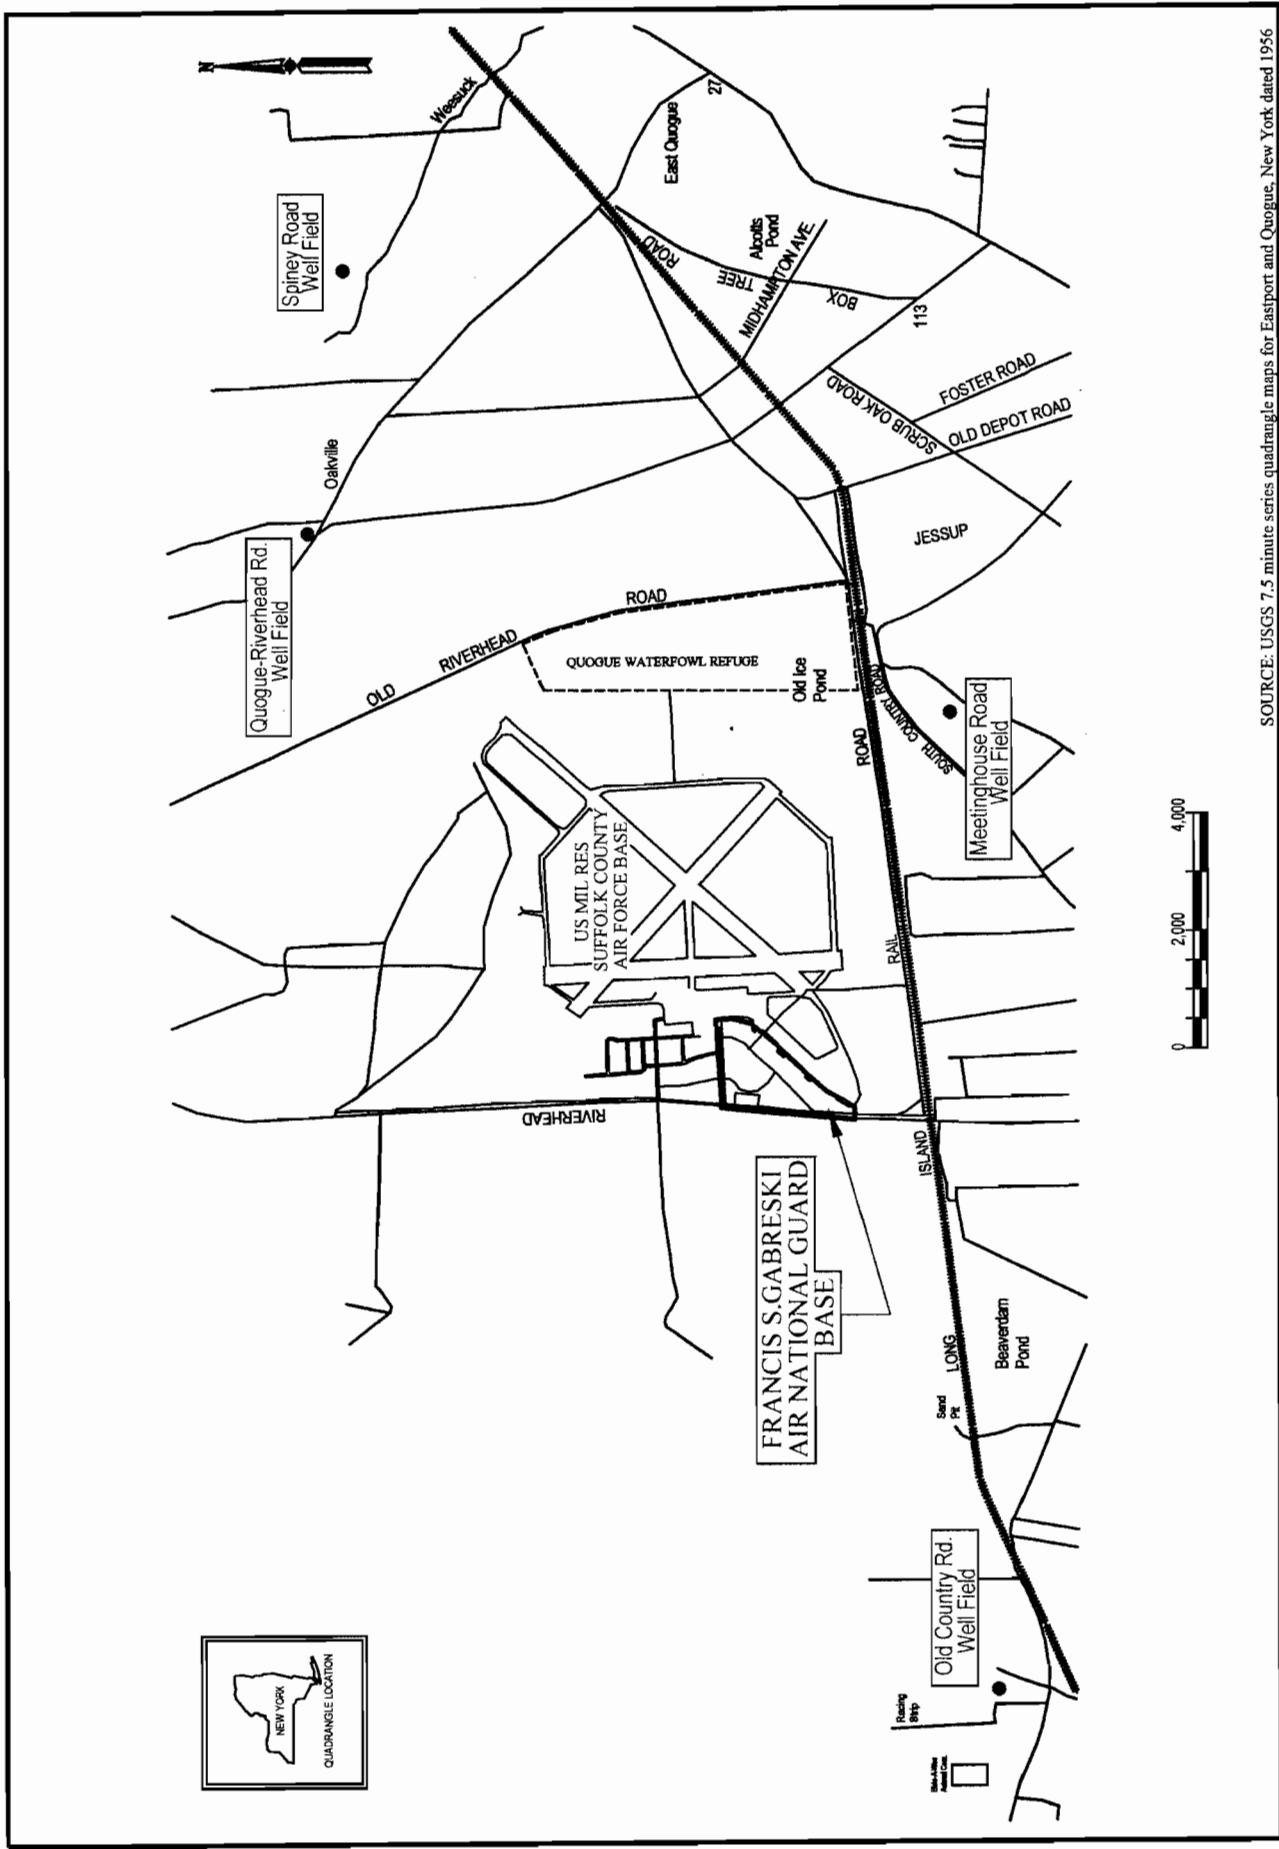 N
Weesuck
Spiney Road
Well Field
East Quogue
27
Alcotts
Pond
MIDHAMPTON AVE.
BOX
TREE
ROAD
113
Oakville
Quogue-Riverhead Rd.
Well Field
SCRUB OAK ROAD
FOSTER ROAD
OLD DEPOT ROAD
JESSUP
OLD
RIVERHEAD
ROAD
QUOGUE WATERFOWL REFUGE
Old Ice
Pond
SOUTH COUNTRY ROAD
Meetinghouse Road
Well Field
US MIL RES
SUFFOLK COUNTY
AIR FORCE BASE
RIVERHEAD
LONG
ISLAND
RAIL
ROAD
FRANCIS S.GABRESKI
AIR NATIONAL GUARD
BASE
Beaverdam
Pond
Sand
Pit
Old Country Rd.
Well Field
Racing
Strip
NEW YORK
QUADRANGLE LOCATION
0
2,000
4,000
SOURCE: USGS 7.5 minute series quadrangle maps for Eastport and Quogue, New York dated 1956